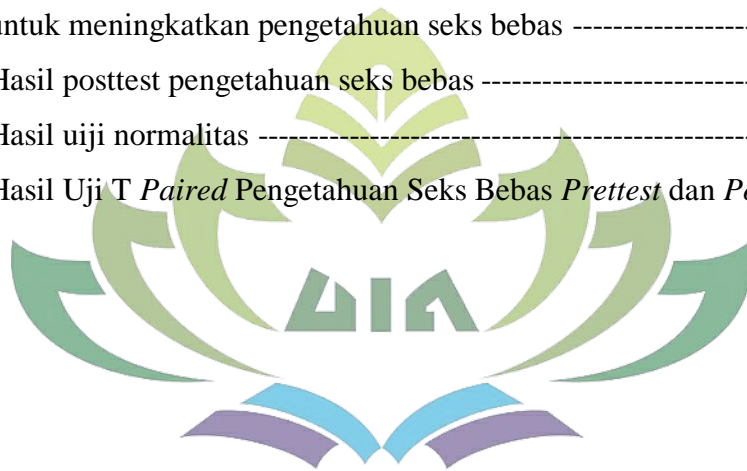 untuk meningkatkan pengetahuan seks bebas -------------------
Hasil posttest pengetahuan seks bebas ----------------------------
Hasil uiji normalitas --------------------------------------------------
Hasil Uji T Paired Pengetahuan Seks Bebas Prettest dan
UIN